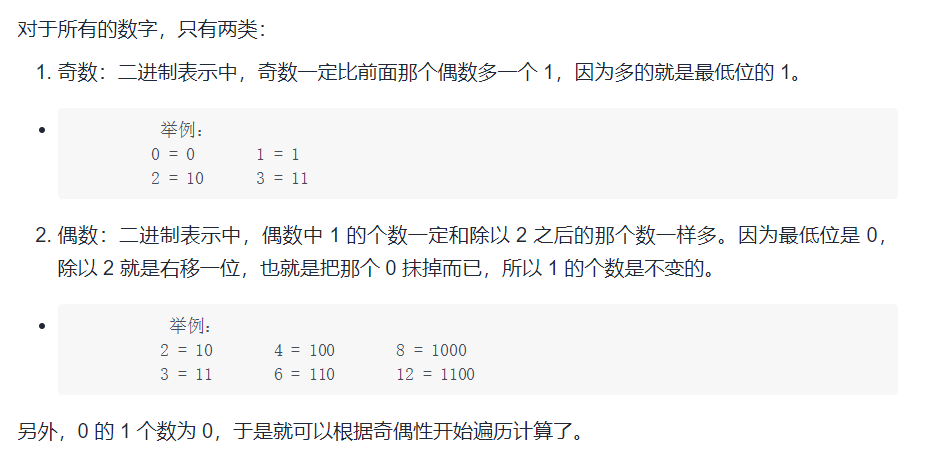 对于所有的数字，只有两类：
1. 奇数：二进制表示中，奇数一定比前面那个偶数多一个 1，因为多的就是最低位的 1。
举例：
0 = 0 1 = 1
2 = 10 3 = 11
2. 偶数：二进制表示中，偶数中 1 的个数一定和除以 2 之后的那个数一样多。因为最低位是 0，
除以 2 就是右移一位，也就是把那个 0 抹掉而已，所以 1 的个数是不变的。
举例：
2 = 10 4 = 100 8 = 1000
3 = 11 6 = 110 12 = 1100
另外，0 的 1 个数为 0，于是就可以根据奇偶性开始遍历计算了。